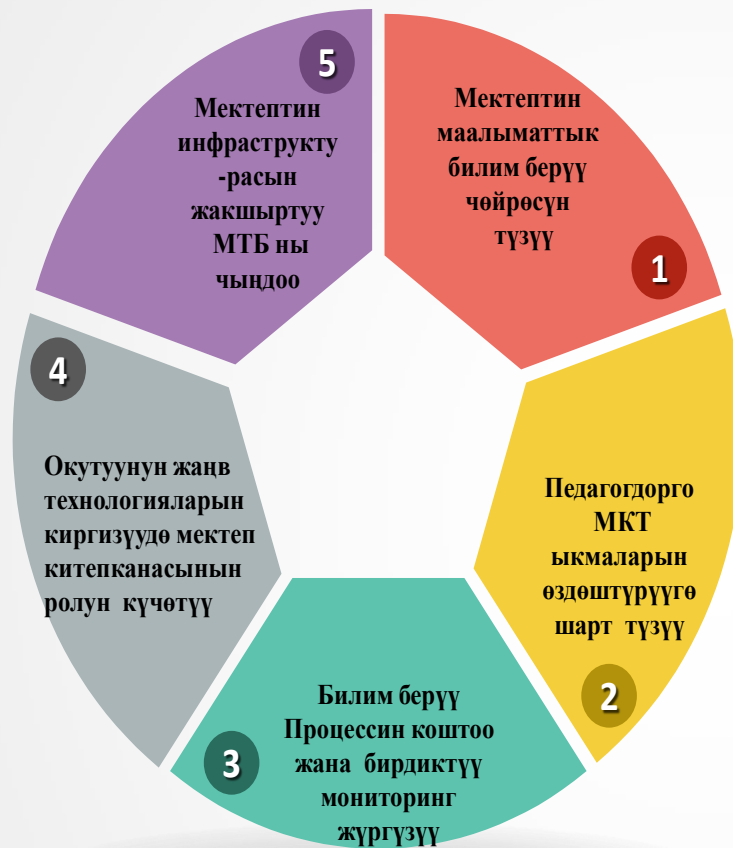 1
Мектептин
маалыматтык
билим берүү
чөйрөсүн
түзүү
2
Педагогдорго
МКТ
ыкмаларын
өздөштүрүүгө
шарт түзүү
3
Билим берүү
Процессин коштоо
жана бирдиктүү
мониторинг
жүргүзүү
4
Окутуунун жаңв
технологияларын
киргизүүдө мектеп
китепканасынын
ролун күчөтүү
5
Мектептин
инфраструкту
-расын
жакшыртуу
МТБ ны
чыңдоо